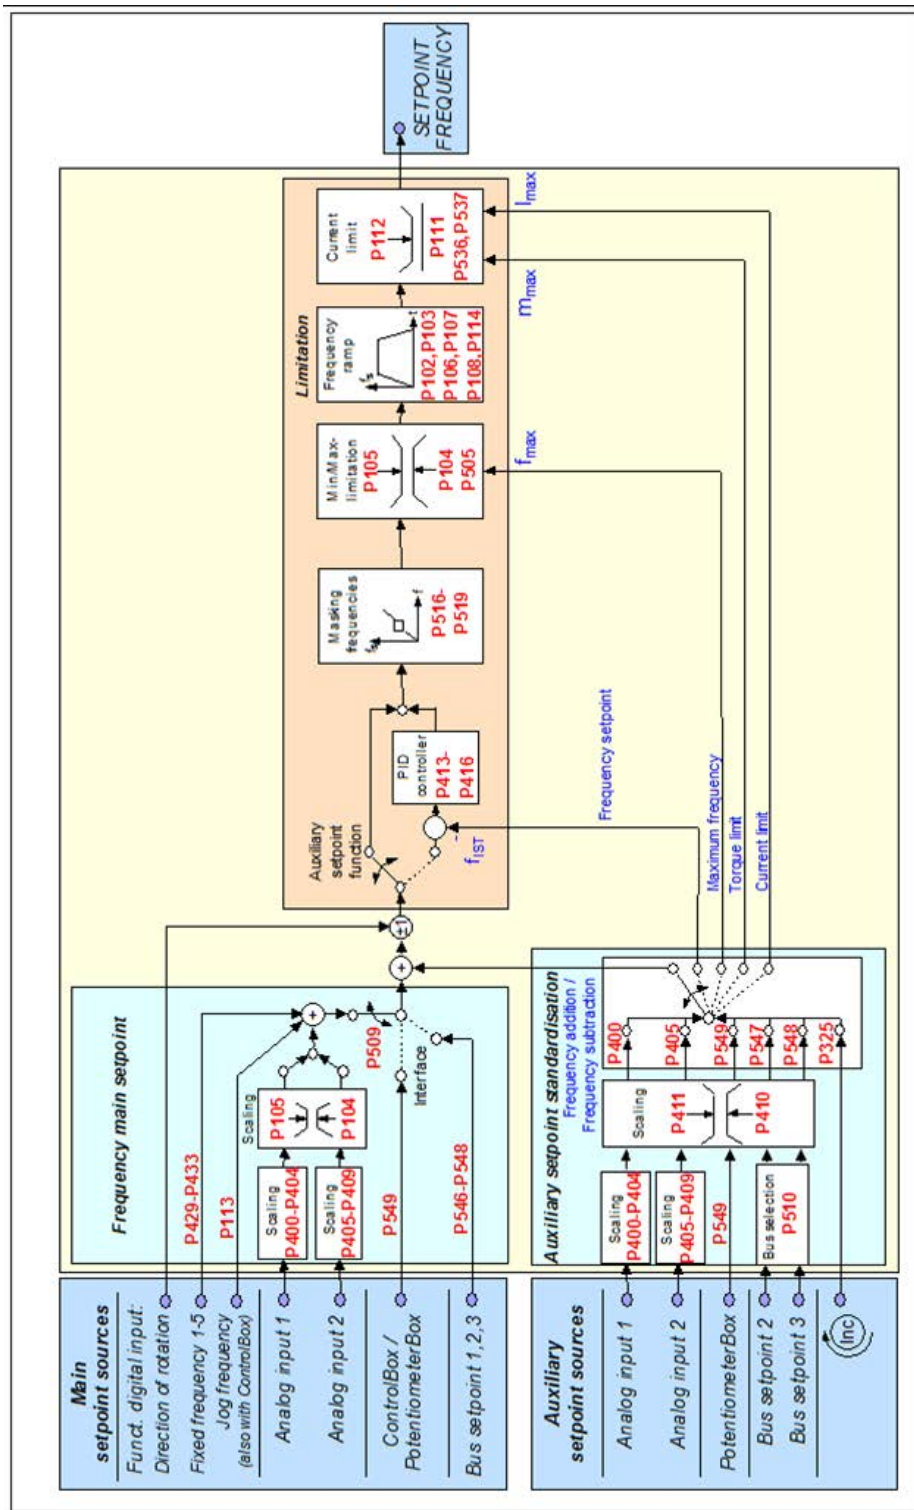 Main
setpoint sources
Funct. digital input:
Direction of rotation
Fixed frequency 1-5
Jog frequency
(also with ControlBox)
Analog input 1
Analog input 2
ControlBox /
PotentiometerBox
Bus setpoint 1,2,3
Frequency main setpoint
P429-P433
P113
Scaling
P400-P404
Scaling
P405-P409
Scaling
P105
P104
P549
P546-P548
P509
Interface
+
+
±1
Auxiliary
setpoint sources
Analog input 1
Analog input 2
PotentiometerBox
Bus setpoint 2
Bus setpoint 3
Inc
Auxiliary setpoint standardisation
Scaling
P400-P404
Scaling
P405-P409
P549
Bus selection
P510
Scaling
P411
P410
Frequency addition /
Frequency subtraction
P400
P405
P549
P547
P548
P325
Frequency setpoint
Maximum frequency
Torque limit
Current limit
Limitation
Auxiliary
setpoint
function
-
fIST
PID
controller
P413-
P416
Masking
frequencies
f
P516-
P519
Min/Max-
limitation
P105
P104
P505
fmax
Frequency
ramp
t
P102,P103
P106,P107
P108,P114
Current
limit
P112
P111
P536,P537
mmax
Imax
SETPOINT
FREQUENCY